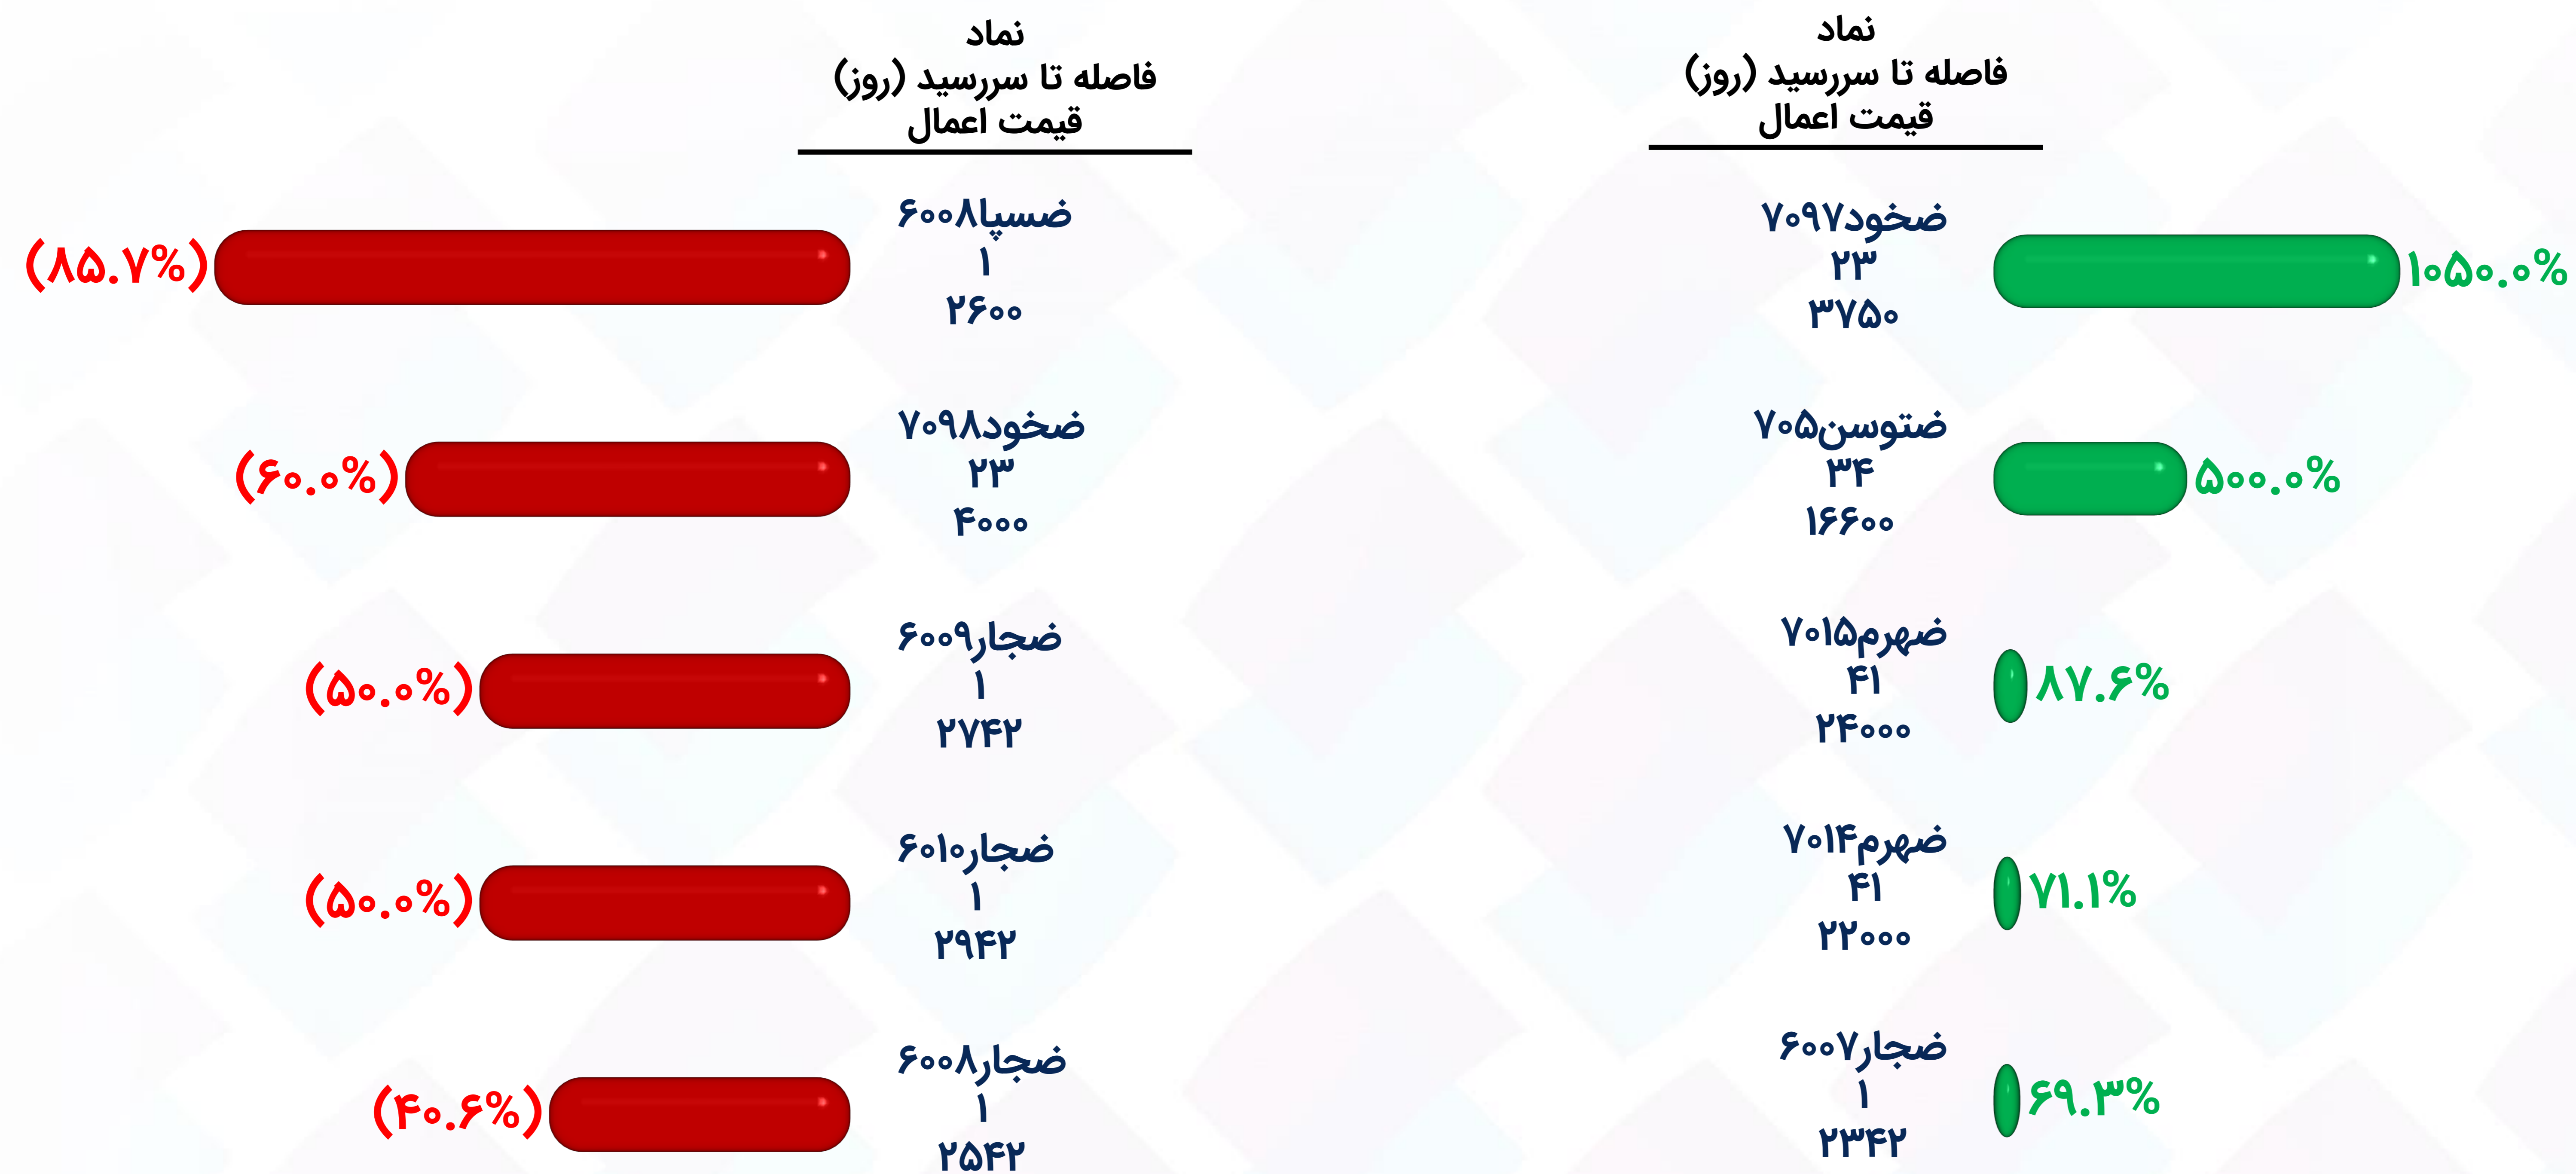 نماد
فاصله تا سررسید (روز)
قیمت اعمال
ضخود۷۰۹۷
۲۳
۳۷۵۰
۱۰۵۰.۰%
ضتوسن۷۰۵
۳۴
۱۶۶۰۰
۵۰۰.۰%
ضهرم۷۰۱۵
۴۱
۲۴۰۰۰
۸۷.۶%
ضهرم۷۰۱۴
۴۱
۲۲۰۰۰
۷۱.۱%
ضجار۶۰۰۷
۱
۲۳۴۲
۶۹.۳%
نماد
فاصله تا سررسید (روز)
قیمت اعمال
ضسپا۶۰۰۸
۱
۲۶۰۰
(۸۵.۷%)
ضخود۷۰۹۸
۲۳
۴۰۰۰
(۶۰.۰%)
ضجار۶۰۰۹
۱
۲۷۴۲
(۵۰.۰%)
ضجار۶۰۱۰
۱
۲۹۴۲
(۵۰.۰%)
ضجار۶۰۰۸
۱
۲۵۴۲
(۴۰.۶%)